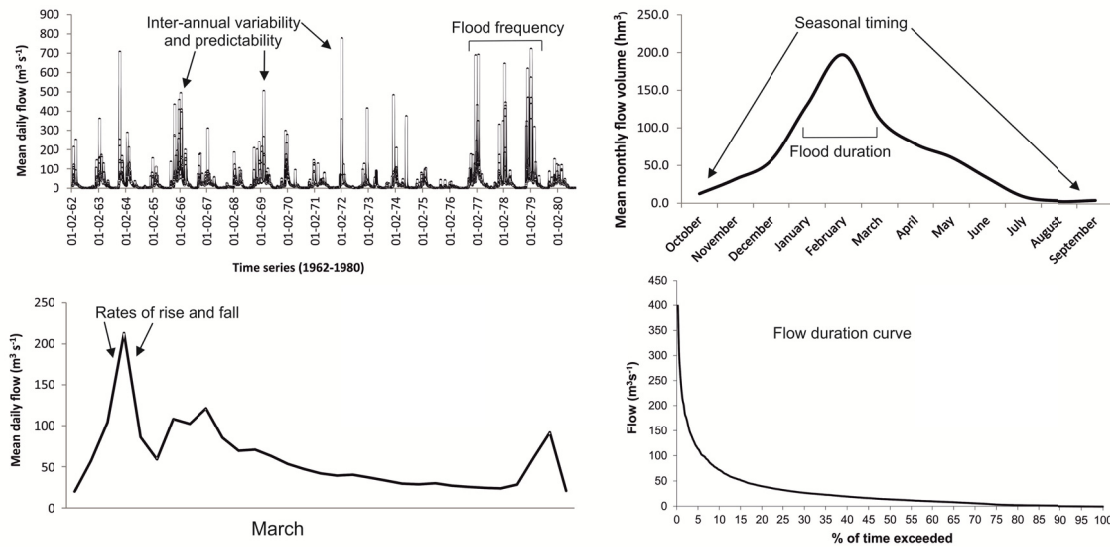 Inter-annual variability
and predictability
Flood frequency
Mean daily flow (m³ s⁻¹)
900
800
700
600
500
400
300
200
100
0
01-02-62
01-02-63
01-02-64
01-02-65
01-02-66
01-02-67
01-02-68
01-02-69
01-02-70
01-02-71
01-02-72
01-02-73
01-02-74
01-02-75
01-02-76
01-02-77
01-02-78
01-02-79
01-02-80
Time series (1962-1980)
Seasonal timing
Flood duration
Mean monthly flow volume (hm³)
250.0
200.0
150.0
100.0
50.0
0.0
October
November
December
January
February
March
April
May
June
July
August
September
Rates of rise and fall
Mean daily flow (m³ s⁻¹)
250
200
150
100
50
0
March
Flow duration curve
Flow (m³s⁻¹)
450
400
350
300
250
200
150
100
50
0
0 5 10 15 20 25 30 35 40 45 50 55 60 65 70 75 80 85 90 95 100
% of time exceeded